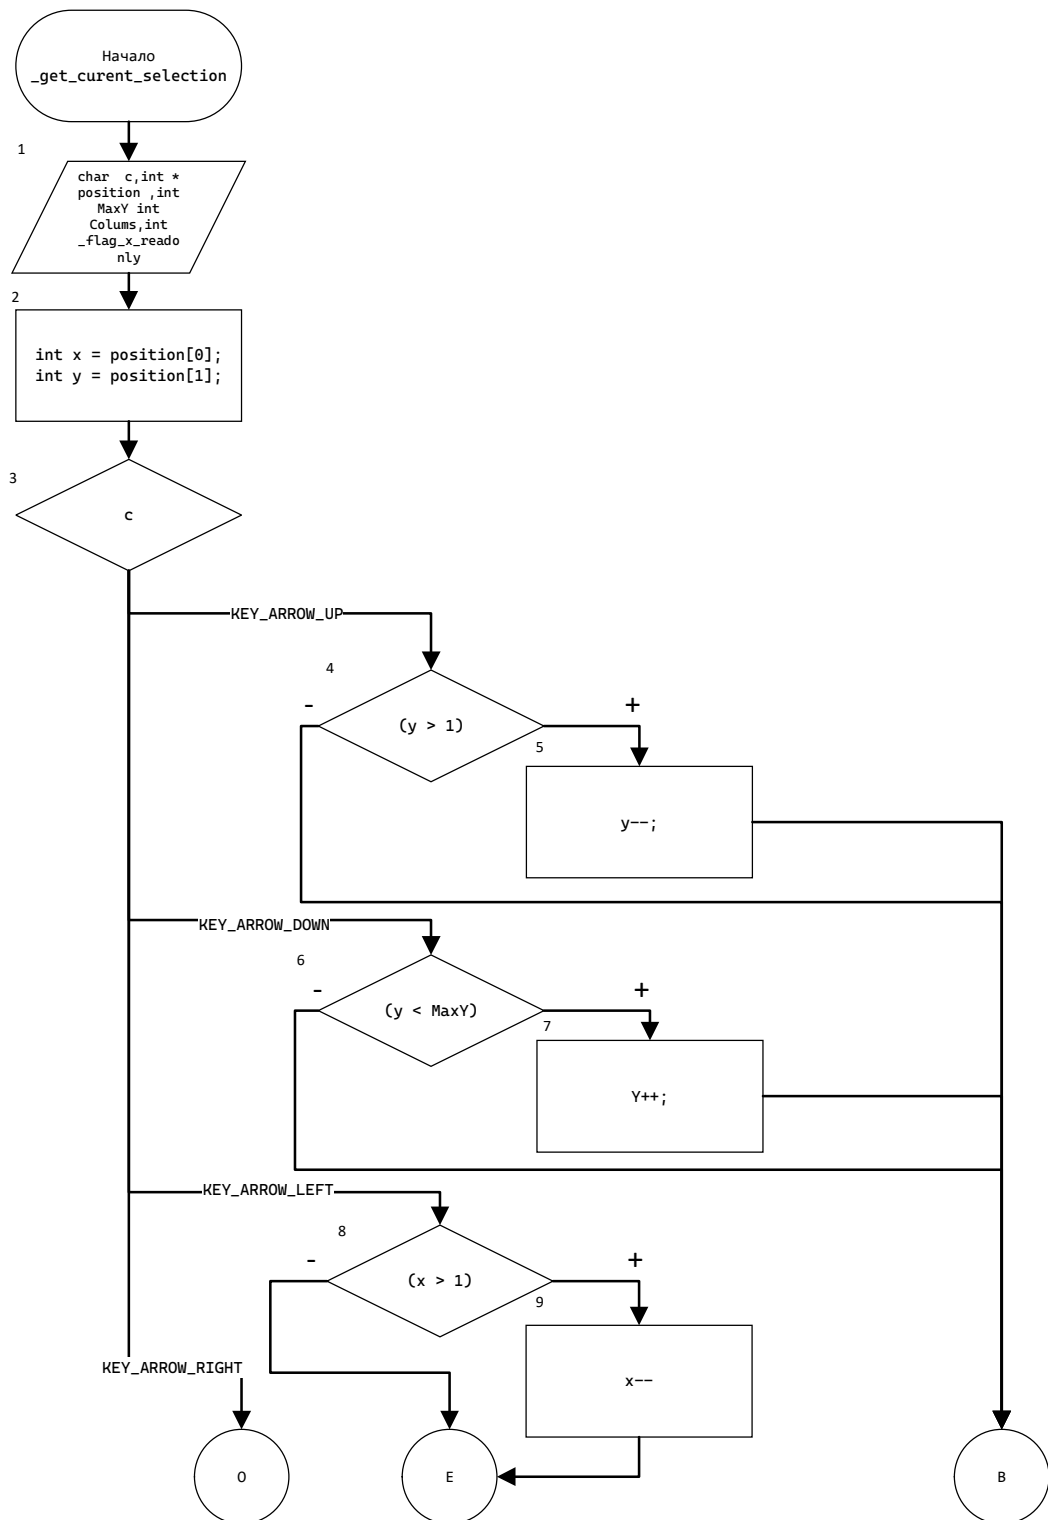 Начало
_get_curent_selection
1
char  c,int *
position ,int
MaxY int
Colums,int
_flag_x_reado
nly
2
int x = position[0];
int y = position[1];
3
c
KEY_ARROW_UP
4
-
+
(y > 1)
5
y--;
KEY_ARROW_DOWN
6
-
+
(y < MaxY)
7
Y++;
KEY_ARROW_LEFT
8
-
+
(x > 1)
9
KEY_ARROW_RIGHT
x--
O
E
B